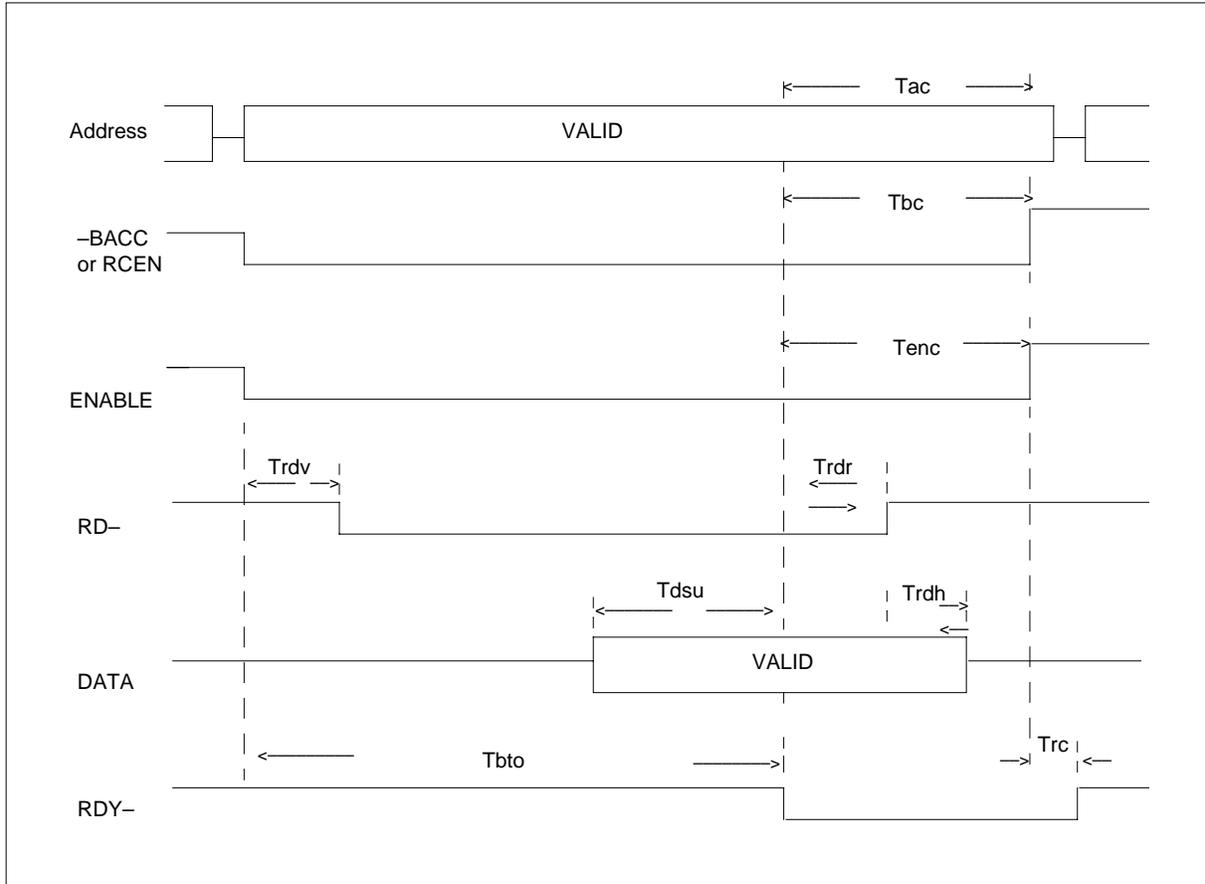 Tac
Address
VALID
Tbc
–BACC
or RCEN
Tenc
ENABLE
Trdv
Trdr
RD–
Tdsu
Trdh
VALID
DATA
Trc
Tbto
RDY–